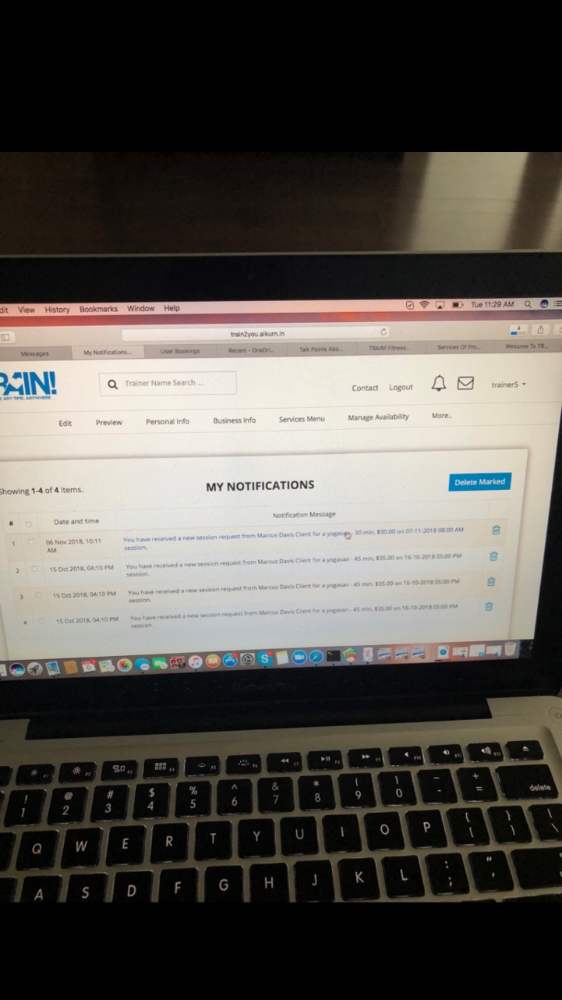 dit View History Bookmarks Window Help Tue 11:29 AM
train2you.alkurn.in
Messages My Notifications... User Bookings Recent - OneDri... Talk Points Abo... TRAIN! Fitness... Services Of Pro... Welcome To TR...
RAIN!
ANY TIME, ANYWHERE
Trainer Name Search ...
Contact Logout trainer5
Edit Preview Personal Info Business Info Services Menu Manage Availability More..
Showing 1-4 of 4 items.
MY NOTIFICATIONS
Delete Marked
# Date and time Notification Message
1 06 Nov 2018, 10:11 AM
You have received a new session request from Marcus Davis Client for a yogasan - 30 min, $30.00 on 07-11-2018 08:00 AM
session.
2 15 Oct 2018, 04:10 PM
You have received a new session request from Marcus Davis Client for a yogasan - 45 min, $35.00 on 16-10-2018 05:00 PM
session.
3 15 Oct 2018, 04:10 PM
You have received a new session request from Marcus Davis Client for a yogasan - 45 min, $35.00 on 16-10-2018 05:00 PM
session.
4 15 Oct 2018, 04:10 PM
You have received a new session request from Marcus Davis Client for a yogasan - 45 min, $35.00 on 16-10-2018 05:00 PM
session.
MacBook Pro
F1 F2 F3 F4 F5 F6 F7 F8 F9 F10 F11 F12
! @ # $ % ^ & * ( ) _ +
1 2 3 4 5 6 7 8 9 0 - = delete
Q W E R T Y U I O P { [ } ] | \
A S D F G H J K L : ; " '